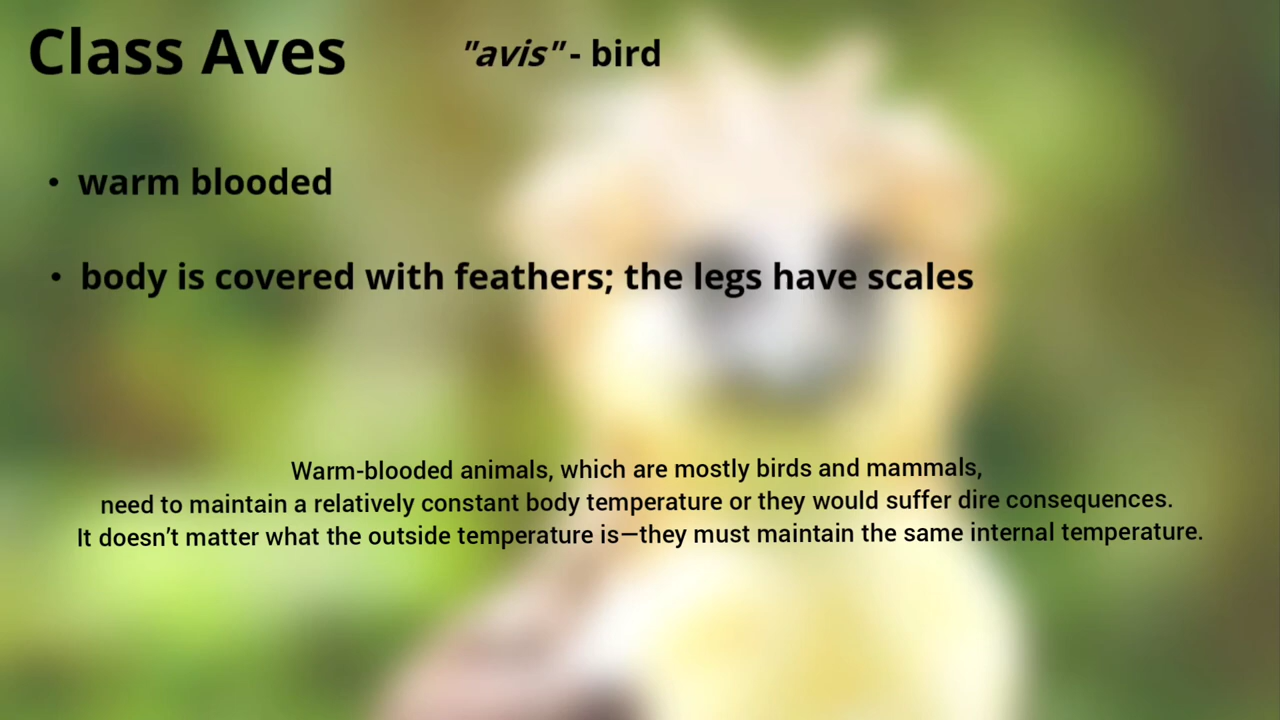 Class Aves "avis" - bird
• warm blooded
• body is covered with feathers; the legs have scales
Warm-blooded animals, which are mostly birds and mammals,
need to maintain a relatively constant body temperature or they would suffer dire consequences.
It doesn’t matter what the outside temperature is—they must maintain the same internal temperature.